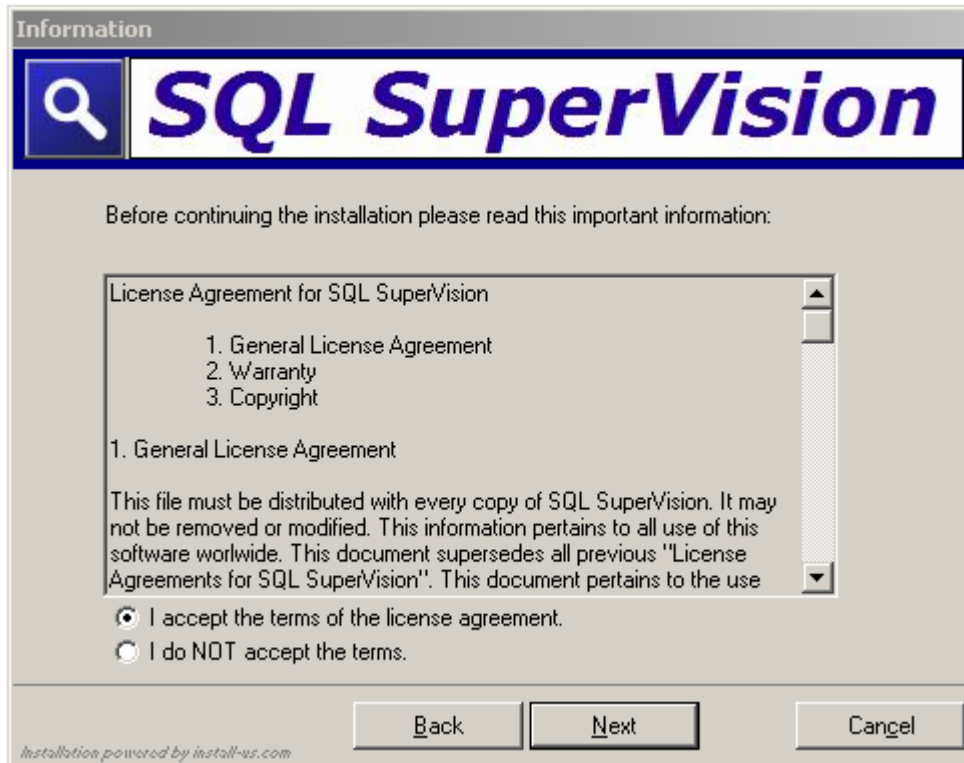 Information
SQL SuperVision
Before continuing the installation please read this important information:
License Agreement for SQL SuperVision
1. General License Agreement
2. Warranty
3. Copyright
1. General License Agreement
This file must be distributed with every copy of SQL SuperVision. It may
not be removed or modified. This information pertains to all use of this
software worlwide. This document supersedes all previous "License
Agreements for SQL SuperVision". This document pertains to the use
I accept the terms of the license agreement.
I do NOT accept the terms.
Back
Next
Cancel
Installation powered by install-us.com